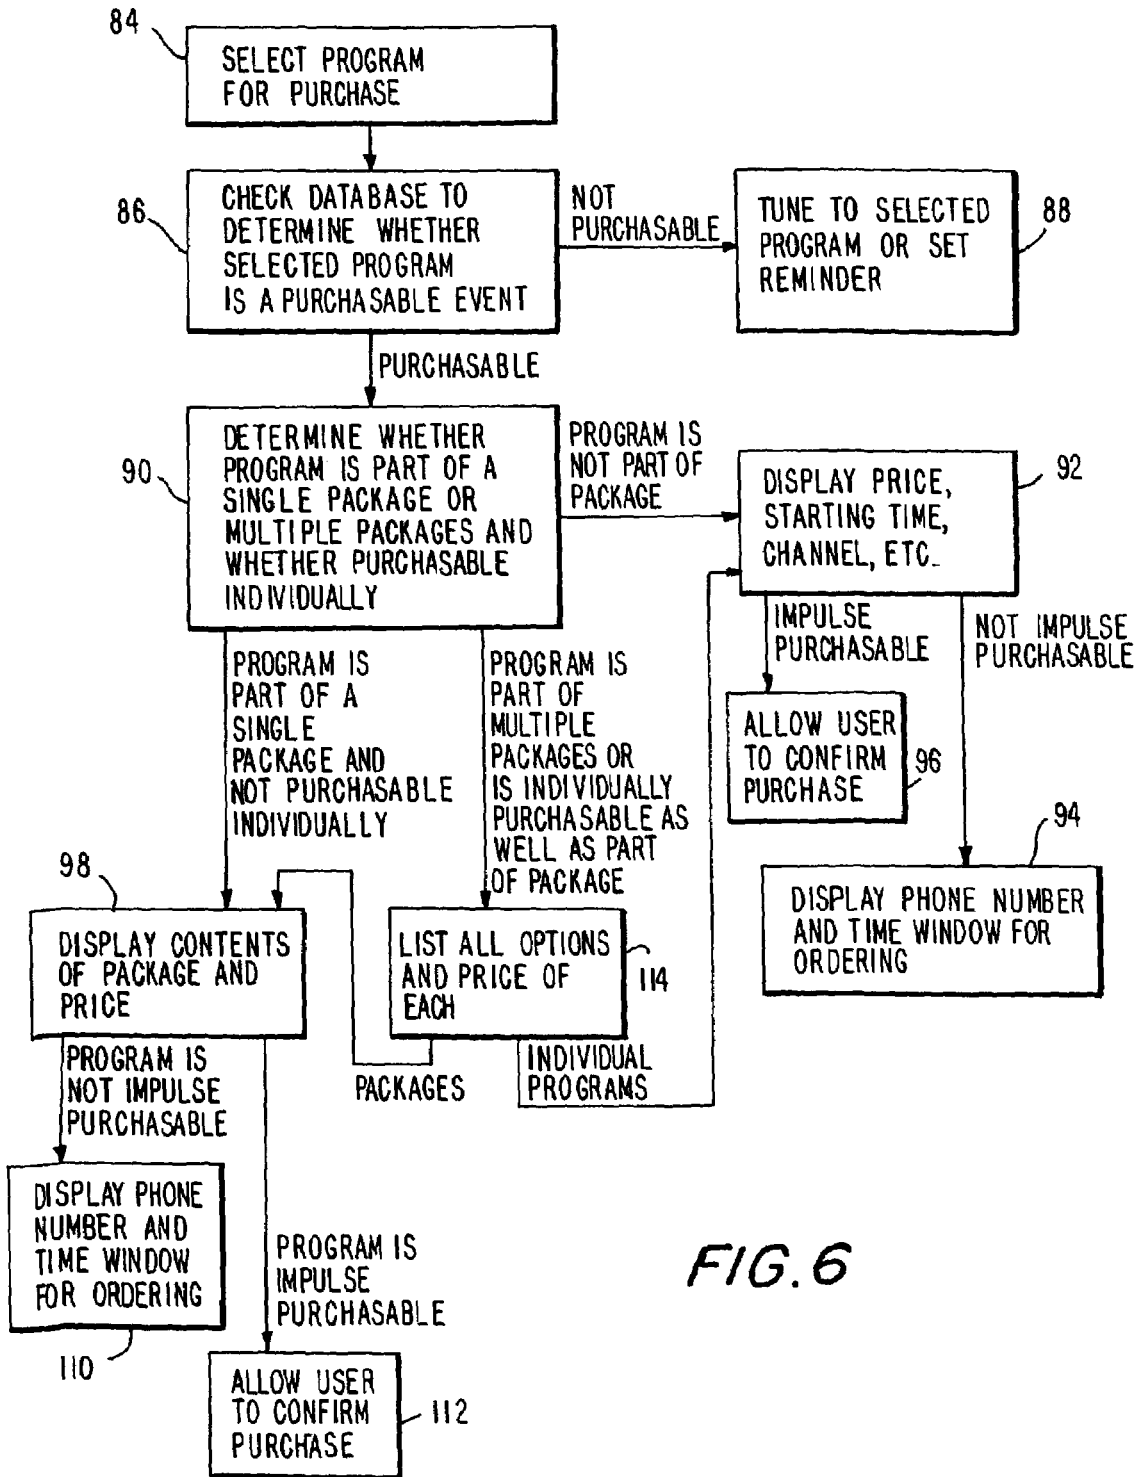 84
SELECT PROGRAM
FOR PURCHASE
86
CHECK DATABASE TO
DETERMINE WHETHER
SELECTED PROGRAM
IS A PURCHASABLE EVENT
NOT
PURCHASABLE
TUNE TO SELECTED
PROGRAM OR SET
REMINDER
88
PURCHASABLE
90
DETERMINE WHETHER
PROGRAM IS PART OF A
SINGLE PACKAGE OR
MULTIPLE PACKAGES AND
WHETHER PURCHASABLE
INDIVIDUALLY
PROGRAM IS
NOT PART OF
PACKAGE
DISPLAY PRICE,
STARTING TIME,
CHANNEL, ETC.
92
IMPULSE
PURCHASABLE
NOT IMPULSE
PURCHASABLE
ALLOW USER
TO CONFIRM
PURCHASE
96
94
DISPLAY PHONE NUMBER
AND TIME WINDOW FOR
ORDERING
PROGRAM IS
PART OF A
SINGLE
PACKAGE AND
NOT PURCHASABLE
INDIVIDUALLY
PROGRAM IS
PART OF
MULTIPLE
PACKAGES OR
IS INDIVIDUALLY
PURCHASABLE AS
WELL AS PART
OF PACKAGE
98
DISPLAY CONTENTS
OF PACKAGE AND
PRICE
LIST ALL OPTIONS
AND PRICE OF
EACH
114
PACKAGES
INDIVIDUAL
PROGRAMS
PROGRAM IS
NOT IMPULSE
PURCHASABLE
DISPLAY PHONE
NUMBER AND
TIME WINDOW
FOR ORDERING
110
PROGRAM IS
IMPULSE
PURCHASABLE
ALLOW USER
TO CONFIRM
PURCHASE
112
FIG. 6